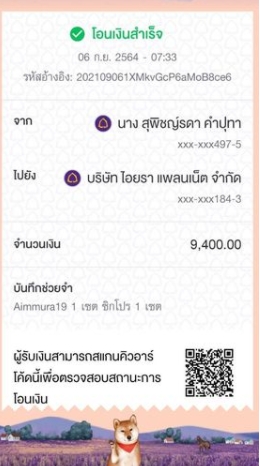 โอนเงินสำเร็จ
06 ก.ย. 2564 - 07:33
รหัสอ้างอิง: 202109061XMkvGcP6aMoB8ce6
จาก
นาง สุพิชญ์รดา คำปุทา
xxx-xxx497-5
ไปยัง
บริษัท ไอยรา แพลนเน็ต จำกัด
xxx-xxx184-3
จำนวนเงิน
9,400.00
บันทึกช่วยจำ
Aimmura19 1 เซต ชิกโปร 1 เซต
ผู้รับเงินสามารถสแกนคิวอาร์
โค้ดนี้เพื่อตรวจสอบสถานะการ
โอนเงิน